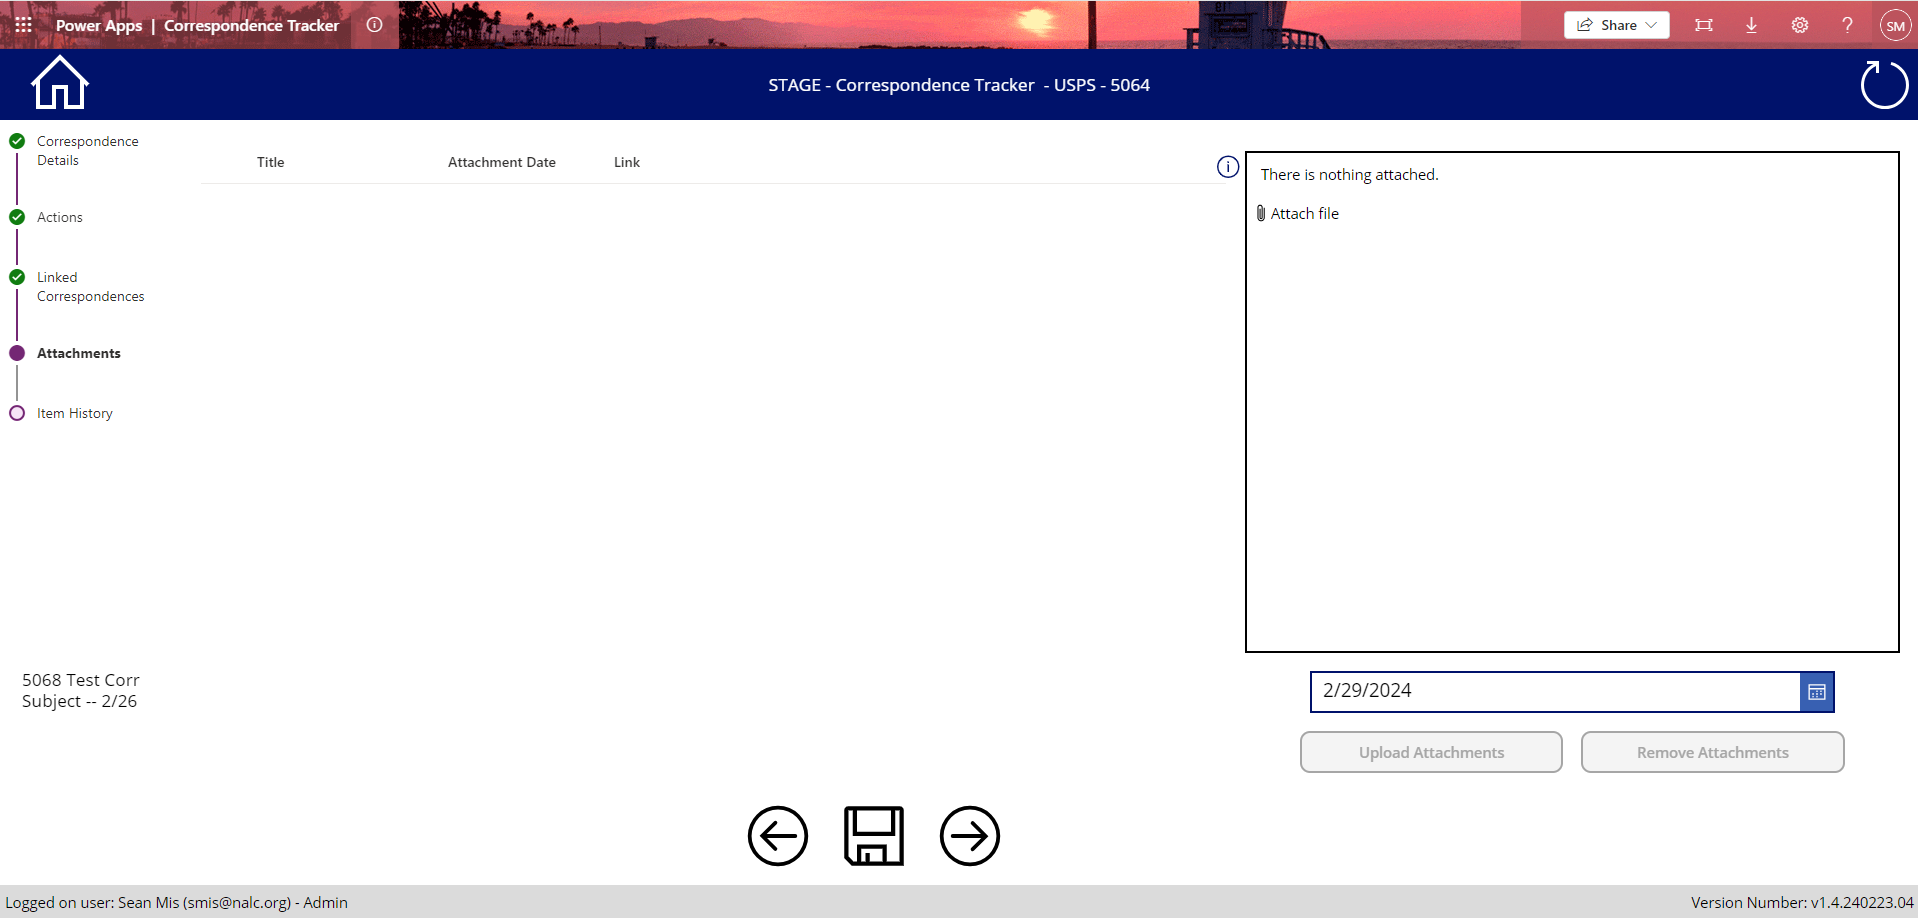 Power Apps | Correspondence Tracker
Share
?
SM
STAGE - Correspondence Tracker - USPS - 5064
Correspondence
Details
Actions
Linked
Correspondences
Attachments
Item History
Title Attachment Date Link
There is nothing attached.
Attach file
5068 Test Corr
Subject -- 2/26
2/29/2024
Upload Attachments Remove Attachments
Logged on user: Sean Mis (smis@nalc.org) - Admin
Version Number: v1.4.240223.04